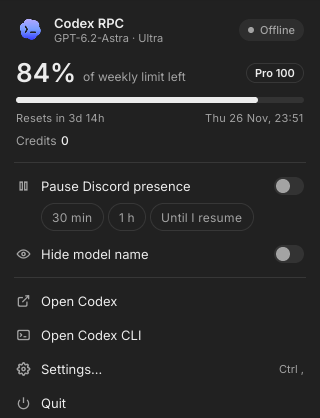 Codex RPC
GPT-6.2-Astra · Ultra
Offline
84% of weekly limit left
Pro 100
Resets in 3d 14h
Thu 26 Nov, 23:51
Credits 0
Pause Discord presence
30 min
1 h
Until I resume
Hide model name
Open Codex
Open Codex CLI
Settings...
Ctrl ,
Quit